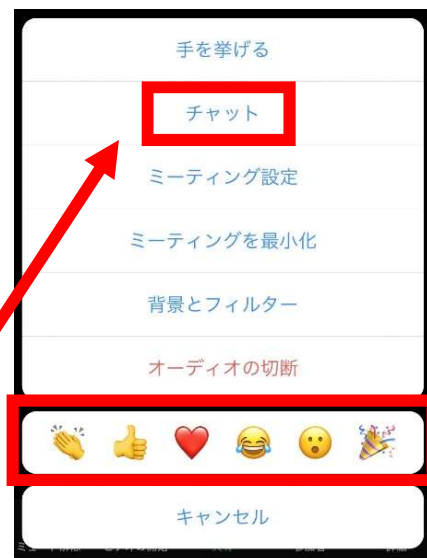 手を挙げる
チャット
ミーティング設定
ミーティングを最小化
背景とフィルター
オーディオの切断
キャンセル